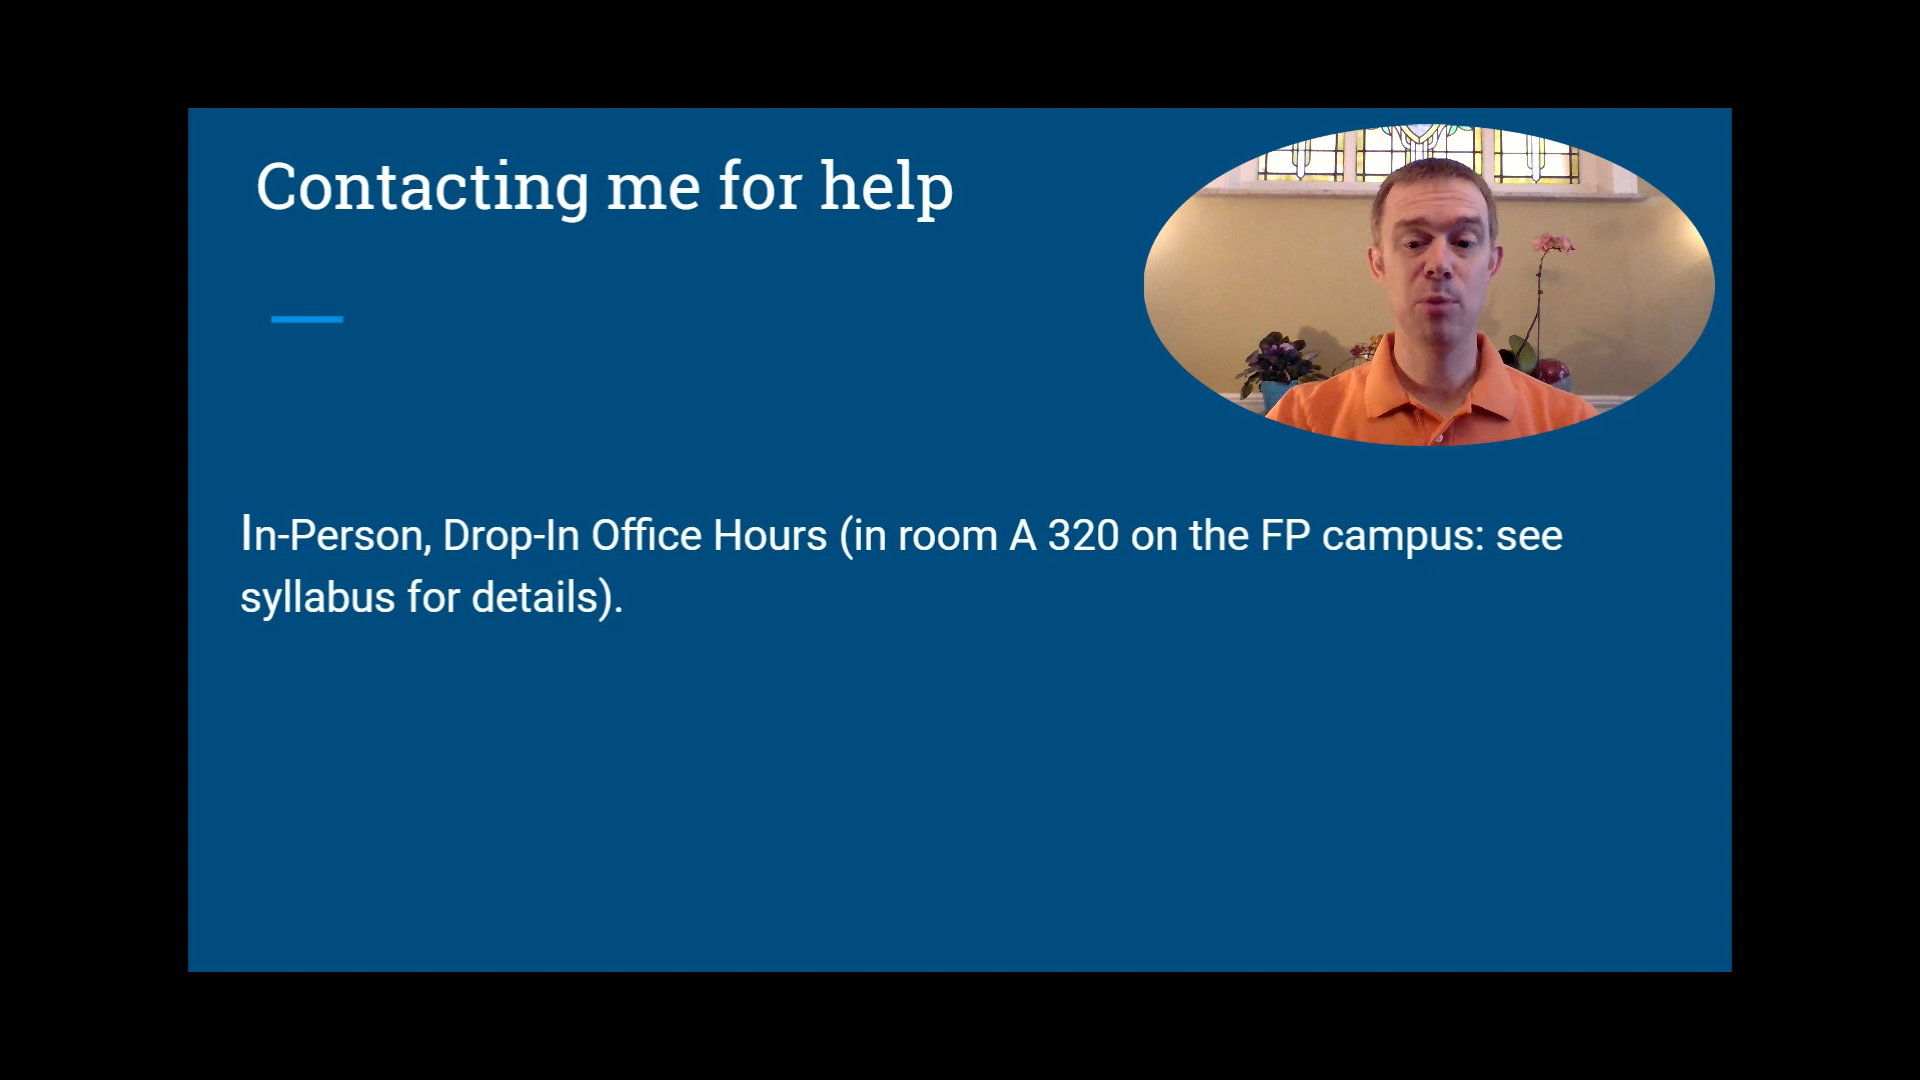 Contacting me for help
In-Person, Drop-In Office Hours (in room A 320 on the FP campus: see
syllabus for details).